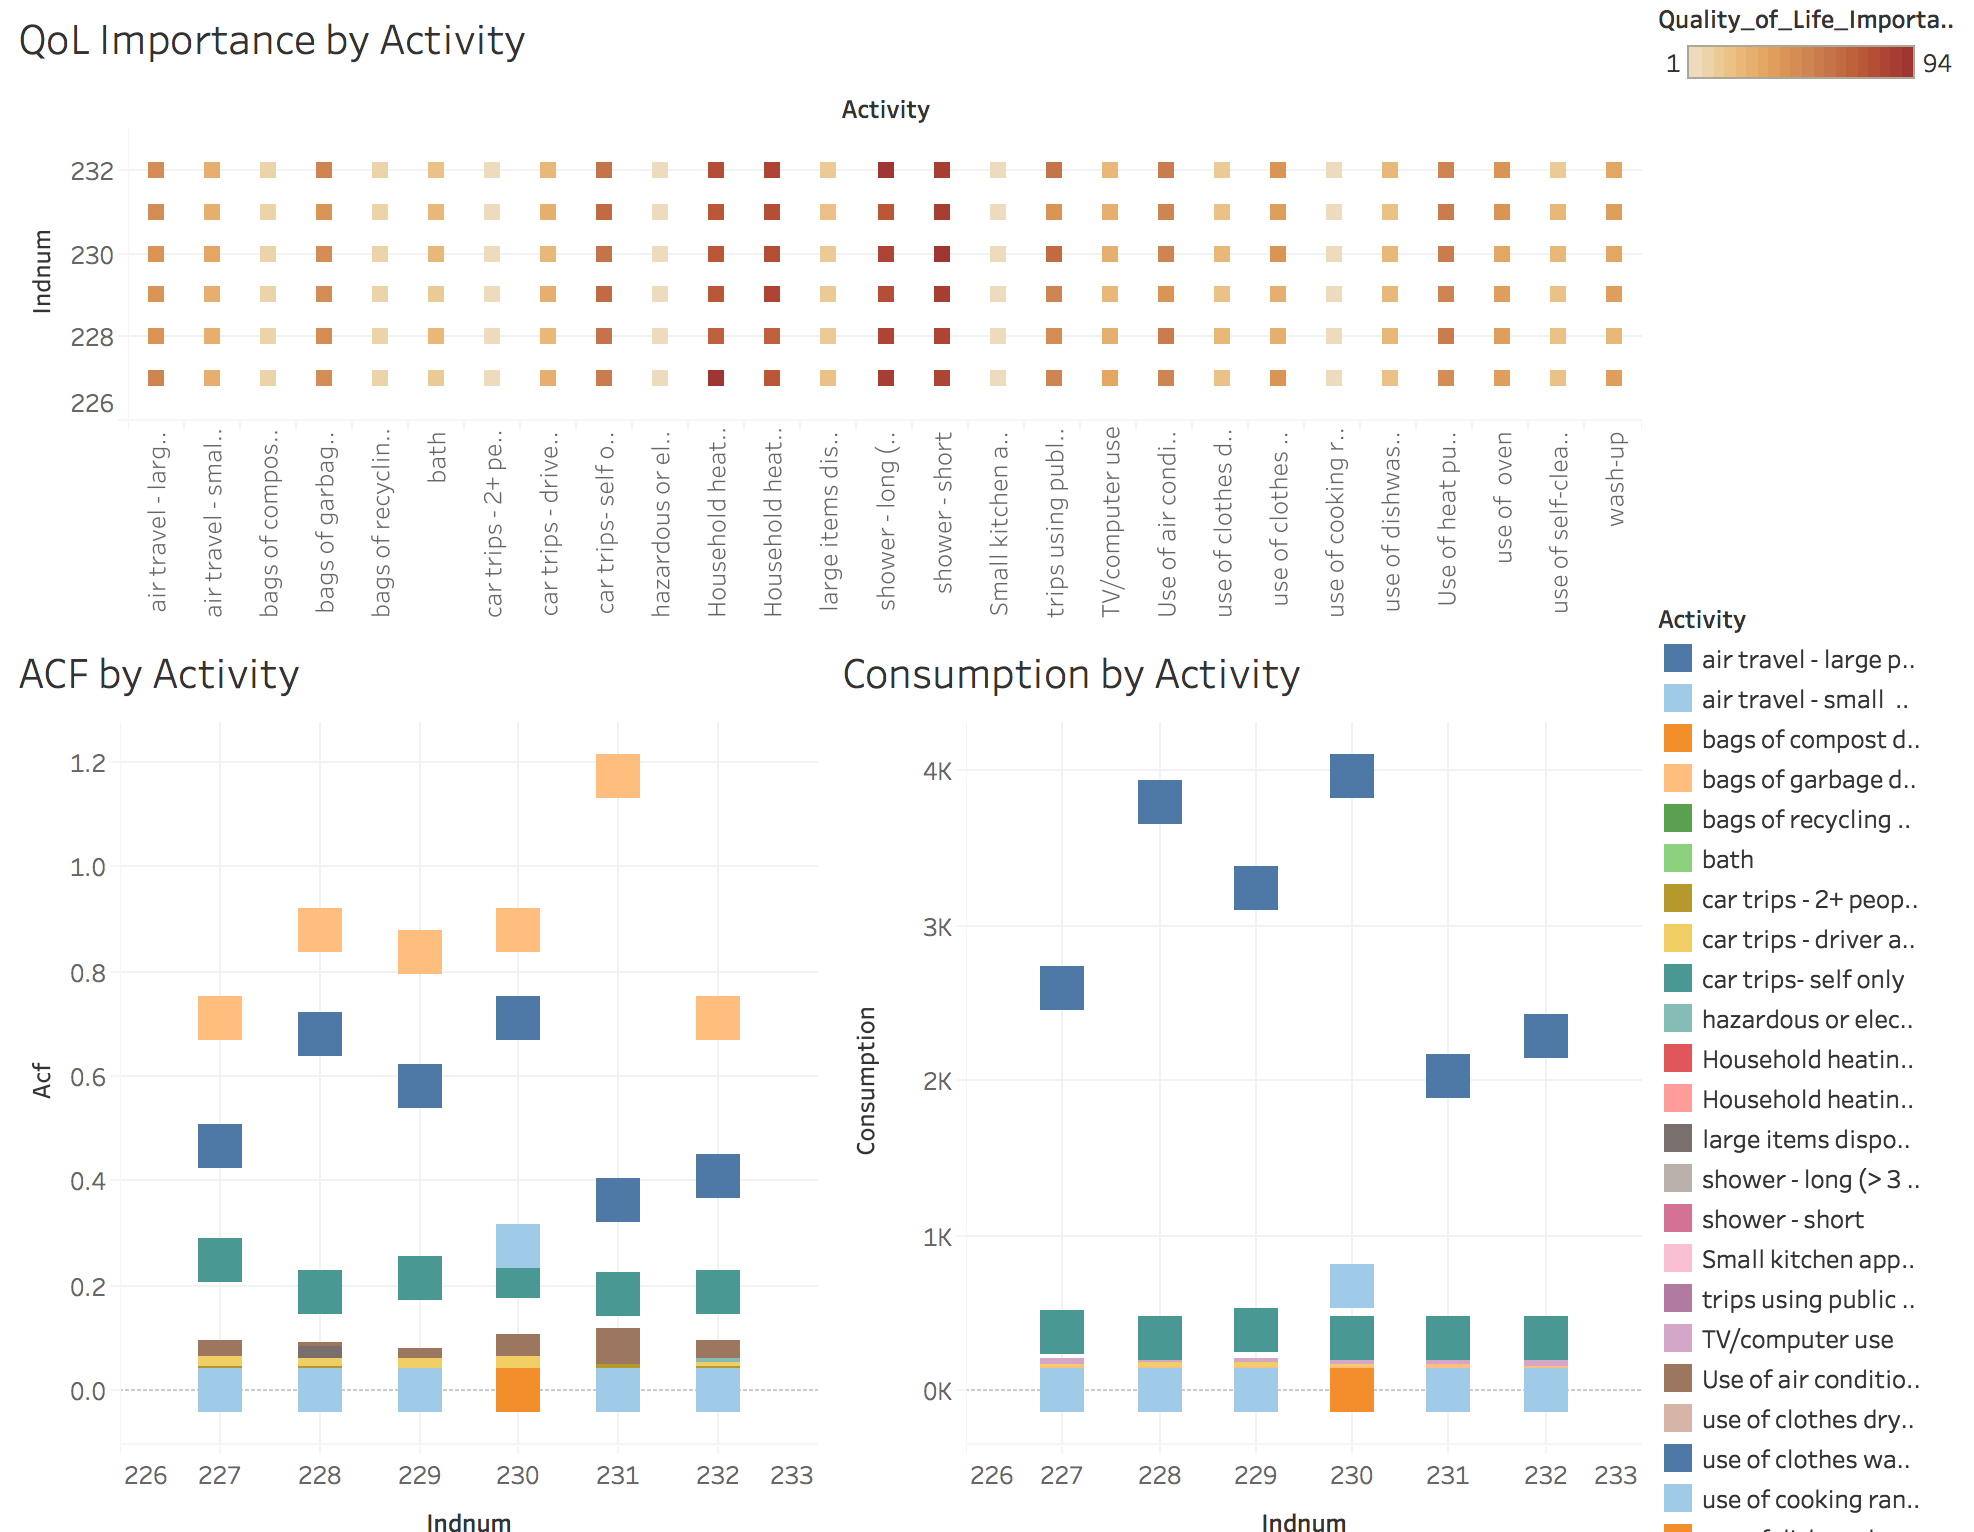 QoL Importance by Activity
Quality_of_Life_Importa..
1
94
Activity
Indnum
232
230
228
226
air travel - larg..
air travel - smal..
bags of compos..
bags of garbag..
bags of recyclin..
bath
car trips - 2+ pe..
car trips - drive..
car trips- self o..
hazardous or el..
Household heat..
Household heat..
large items dis..
shower - long (..
shower - short
Small kitchen a..
trips using publ..
TV/computer use
Use of air condi..
use of clothes d..
use of clothes ..
use of cooking r..
use of dishwas..
Use of heat pu..
use of  oven
use of self-clea..
wash-up
ACF by Activity
Acf
1.2
1.0
0.8
0.6
0.4
0.2
0.0
226 227 228 229 230 231 232 233
Indnum
Consumption by Activity
Consumption
4K
3K
2K
1K
0K
226 227 228 229 230 231 232 233
Indnum
Activity
air travel - large p..
air travel - small  ..
bags of compost d..
bags of garbage d..
bags of recycling ..
bath
car trips - 2+ peop..
car trips - driver a..
car trips- self only
hazardous or elec..
Household heatin..
Household heatin..
large items dispo..
shower - long (> 3 ..
shower - short
Small kitchen app..
trips using public ..
TV/computer use
Use of air conditio..
use of clothes dry..
use of clothes wa..
use of cooking ran..